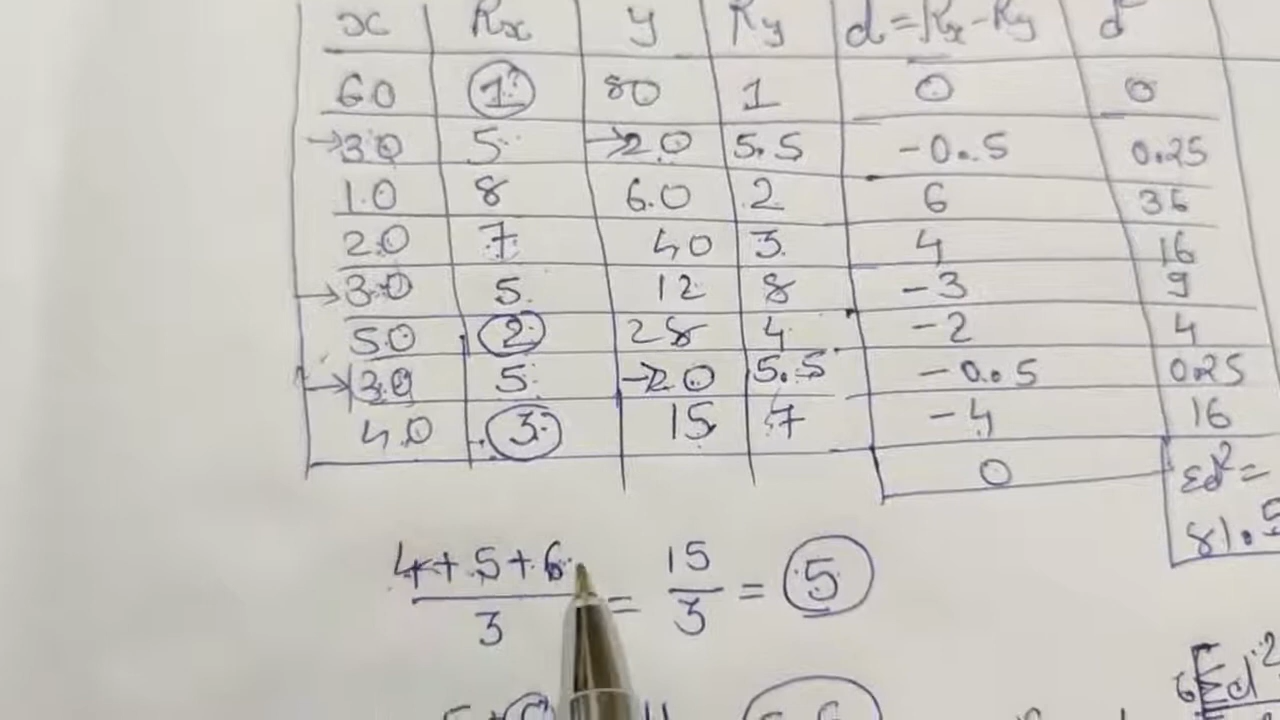 x Rx y Ry d=Rx-Ry d²
60 1 80 1 0 0
→30 5 →20 5.5 -0.5 0.25
10 8 60 2 6 36
20 7 40 3 4 16
→30 5 12 8 -3 9
50 2 28 4 -2 4
→30 5 →20 5.5 -0.5 0.25
40 3 15 7 -4 16
0 Σd²=
81.5
4+5+6/3 = 15/3 = 5
6Σd²